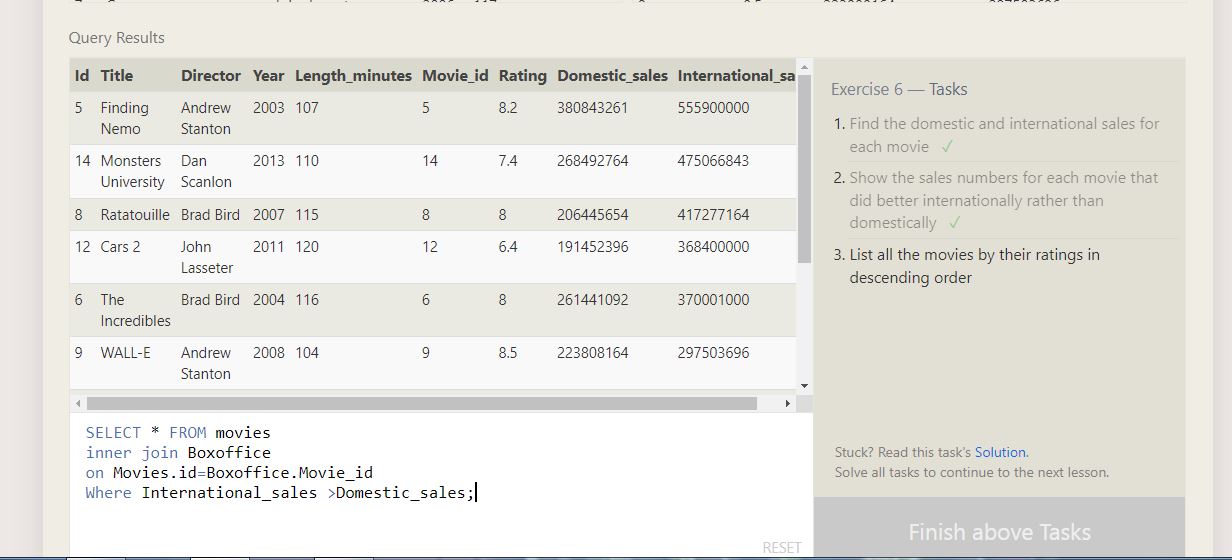 Query Results
Id Title Director Year Length_minutes Movie_id Rating Domestic_sales International_sa
5 Finding Nemo Andrew Stanton 2003 107 5 8.2 380843261 555900000
14 Monsters University Dan Scanlon 2013 110 14 7.4 268492764 475066843
8 Ratatouille Brad Bird 2007 115 8 8 206445654 417277164
12 Cars 2 John Lasseter 2011 120 12 6.4 191452396 368400000
6 The Incredibles Brad Bird 2004 116 6 8 261441092 370001000
9 WALL-E Andrew Stanton 2008 104 9 8.5 223808164 297503696
SELECT * FROM movies
inner join Boxoffice
on Movies.id=Boxoffice.Movie_id
Where International_sales >Domestic_sales;
RESET
Exercise 6 — Tasks
1. Find the domestic and international sales for
each movie ✓
2. Show the sales numbers for each movie that
did better internationally rather than
domestically ✓
3. List all the movies by their ratings in
descending order
Stuck? Read this task's Solution.
Solve all tasks to continue to the next lesson.
Finish above Tasks